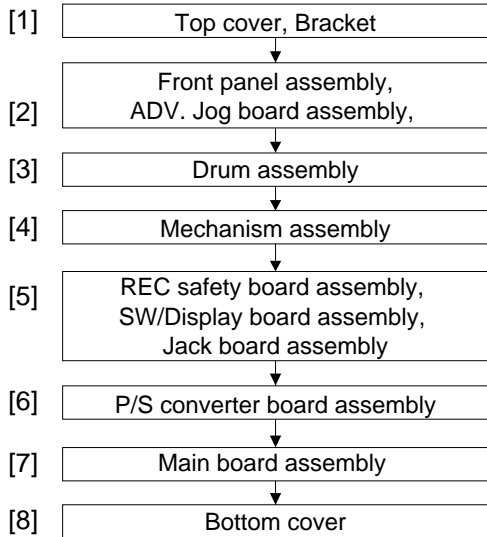 [1] Top cover, Bracket
Front panel assembly,
[2] ADV. Jog board assembly,
[3] Drum assembly
[4] Mechanism assembly
REC safety board assembly,
[5] SW/Display board assembly,
Jack board assembly
[6] P/S converter board assembly
[7] Main board assembly
[8] Bottom cover